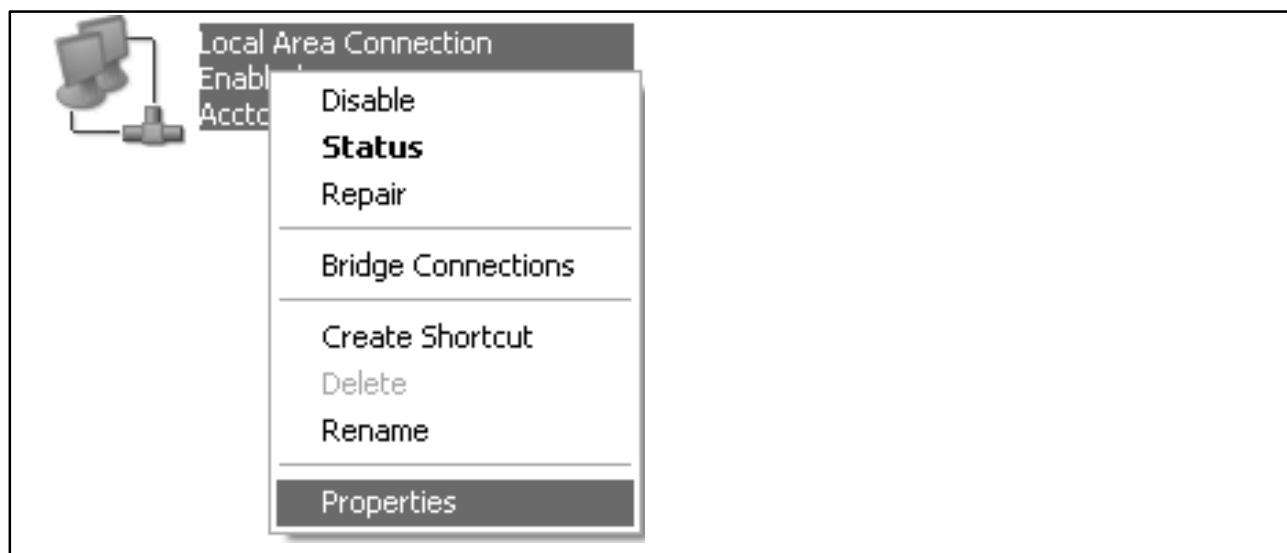 Local Area Connection
Disable
Status
Repair
Bridge Connections
Create Shortcut
Delete
Rename
Properties